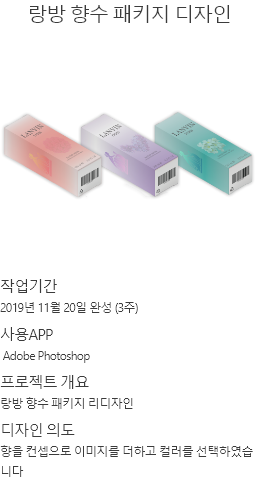 랑방 향수 패키지 디자인
LANVIN
LANVIN
LANVIN
작업기간
2019년 11월 20일 완성 (3주)
사용APP
Adobe Photoshop
프로젝트 개요
랑방 향수 패키지 리디자인
디자인 의도
향을 컨셉으로 이미지를 더하고 컬러를 선택하였습
니다